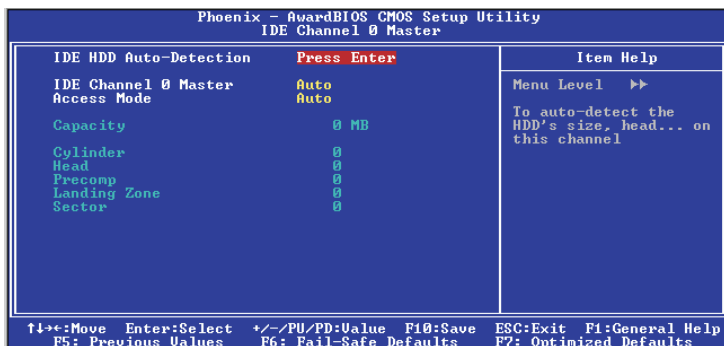 Phoenix - AwardBIOS CMOS Setup Utility
IDE Channel 0 Master
IDE HDD Auto-Detection Press Enter
IDE Channel 0 Master Auto
Access Mode Auto
Capacity 0 MB
Cylinder 0
Head 0
Precomp 0
Landing Zone 0
Sector 0
Item Help
Menu Level ▶▶
To auto-detect the
HDD's size, head... on
this channel
↑↓→←:Move Enter:Select +/-/PU/PD:Value F10:Save ESC:Exit F1:General Help
F5: Previous Values F6: Fail-Safe Defaults F7: Optimized Defaults